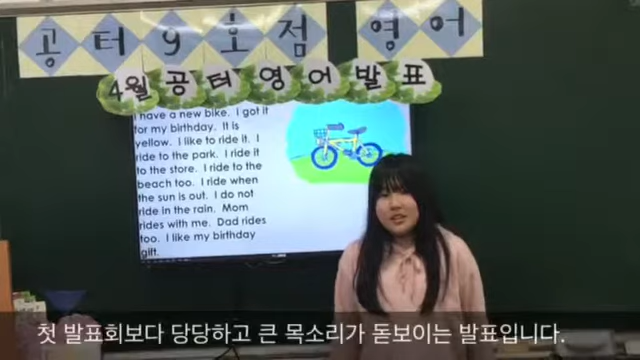 공터9호점 영어
4월공터영어발표
I have a new bike. I got it
for my birthday. It is
yellow. I like to ride it. I
ride to the park. I ride it
to the store. I ride to the
beach too. I ride when
the sun is out. I do not
ride in the rain. Mom
rides with me. Dad rides
too. I like my birthday
gift.
첫 발표회보다 당당하고 큰 목소리가 돋보이는 발표입니다.